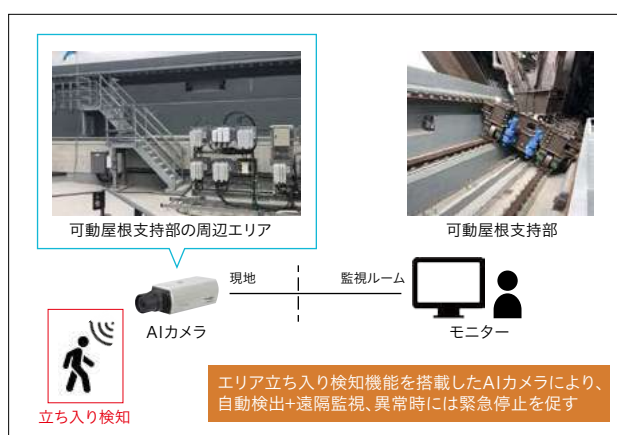 可動屋根支持部の周辺エリア
可動屋根支持部
現地
監視ルーム
AIカメラ
モニター
立ち入り検知
エリア立ち入り検知機能を搭載したAIカメラにより、
自動検出+遠隔監視、異常時には緊急停止を促す